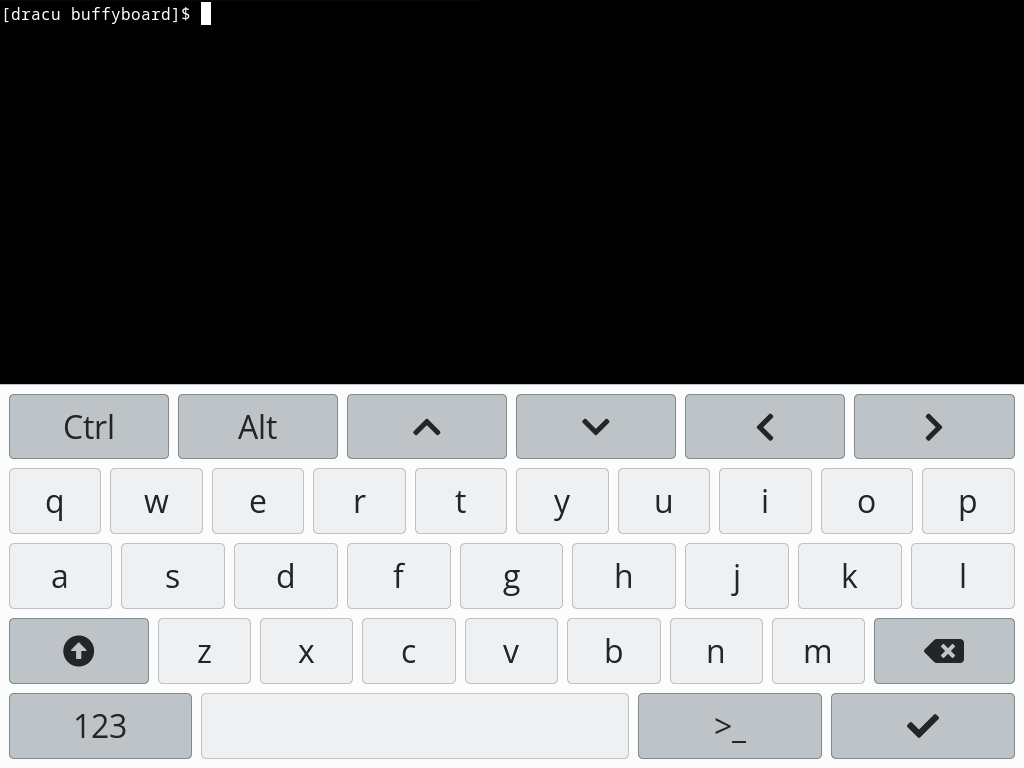 [dracu buffyboard]$
Ctrl Alt
q w e r t y u i o p
a s d f g h j k l
z x c v b n m
123 >_